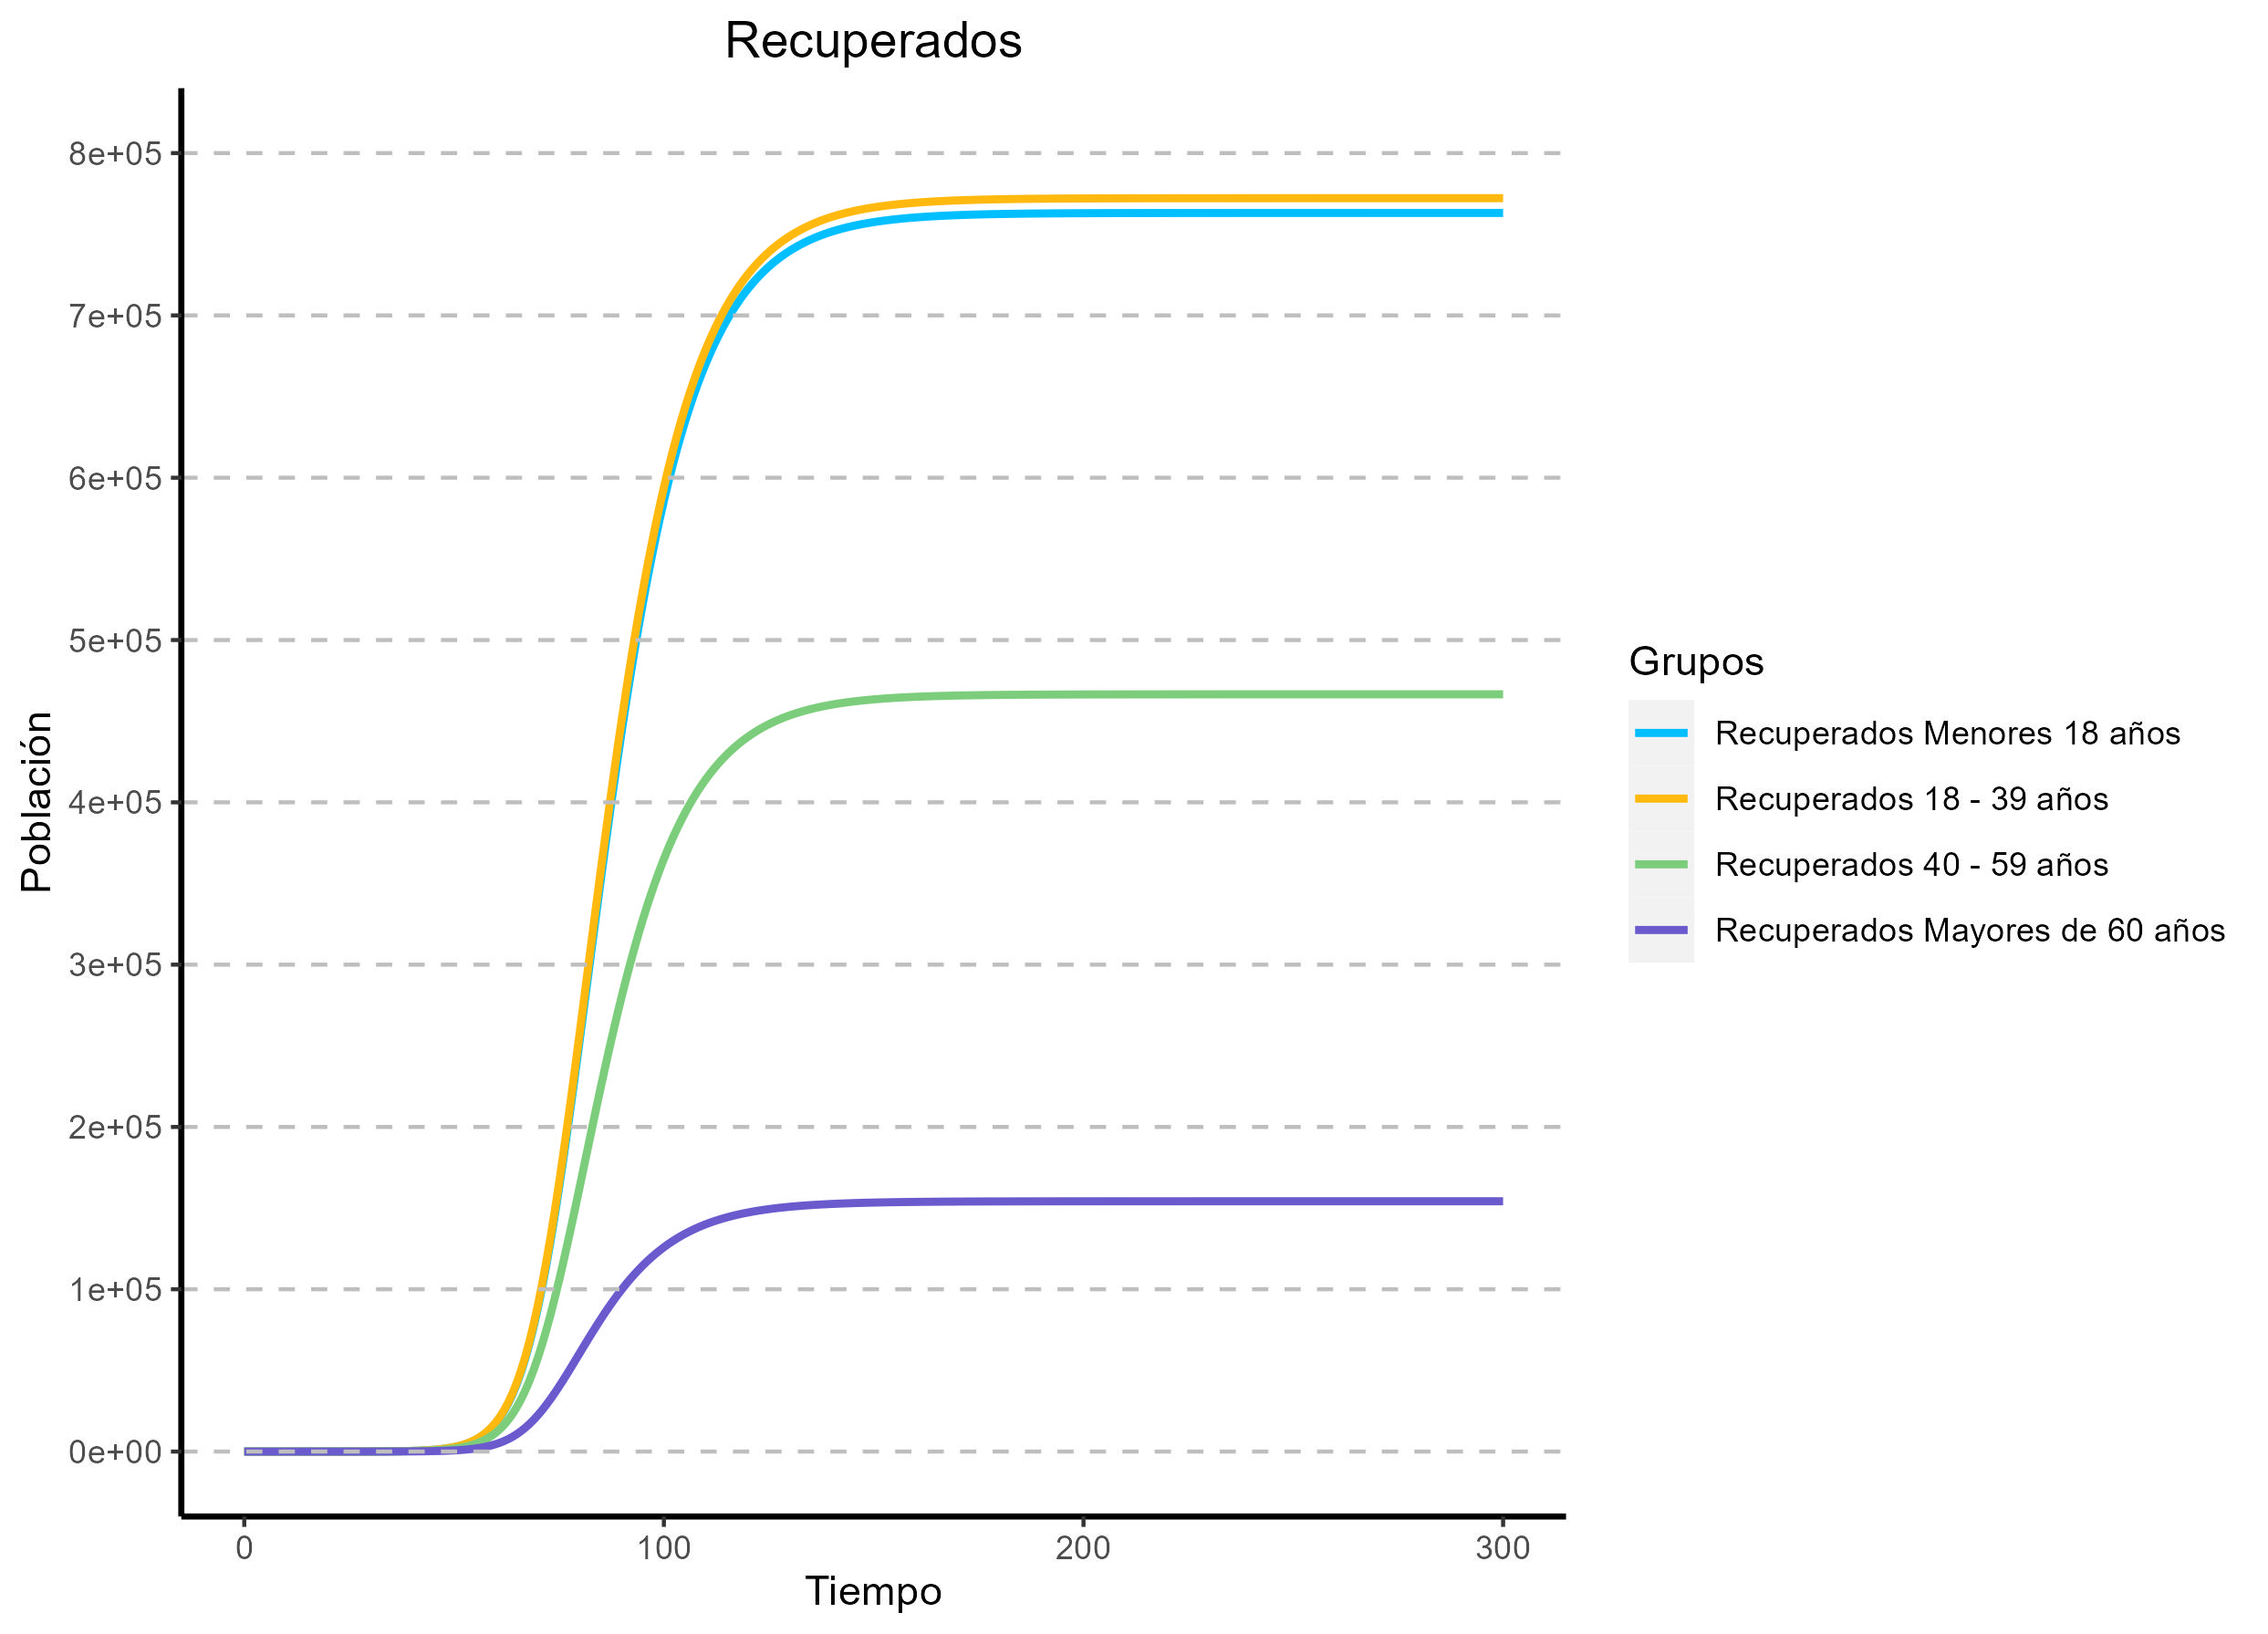 Recuperados
8e+05
7e+05
6e+05
5e+05
4e+05
3e+05
2e+05
1e+05
0e+00
Población
0 100 200 300
Tiempo
Grupos
Recuperados Menores 18 años
Recuperados 18 - 39 años
Recuperados 40 - 59 años
Recuperados Mayores de 60 años